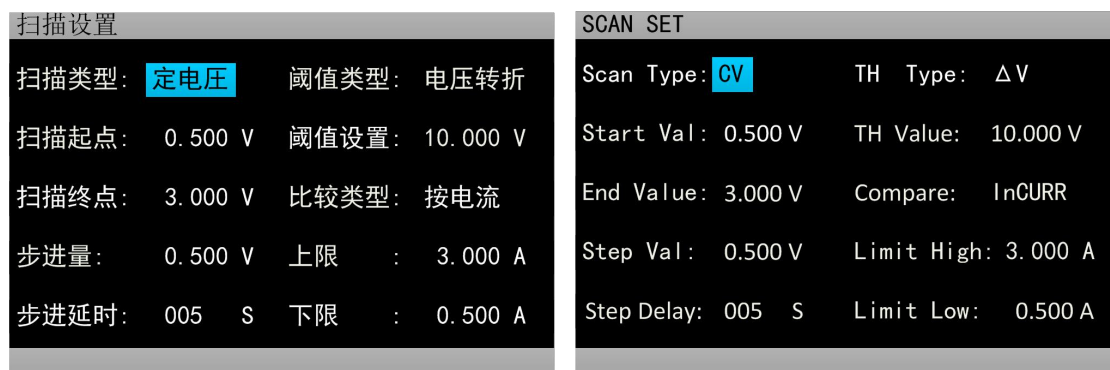 扫描设置
扫描类型: 定电压 阈值类型: 电压转折
扫描起点: 0.500 V 阈值设置: 10.000 V
扫描终点: 3.000 V 比较类型: 按电流
步进量: 0.500 V 上限 : 3.000 A
步进延时: 005 S 下限 : 0.500 A
SCAN SET
Scan Type: CV TH Type: ΔV
Start Val: 0.500 V TH Value: 10.000 V
End Value: 3.000 V Compare: InCURR
Step Val: 0.500 V Limit High: 3.000 A
Step Delay: 005 S Limit Low: 0.500 A